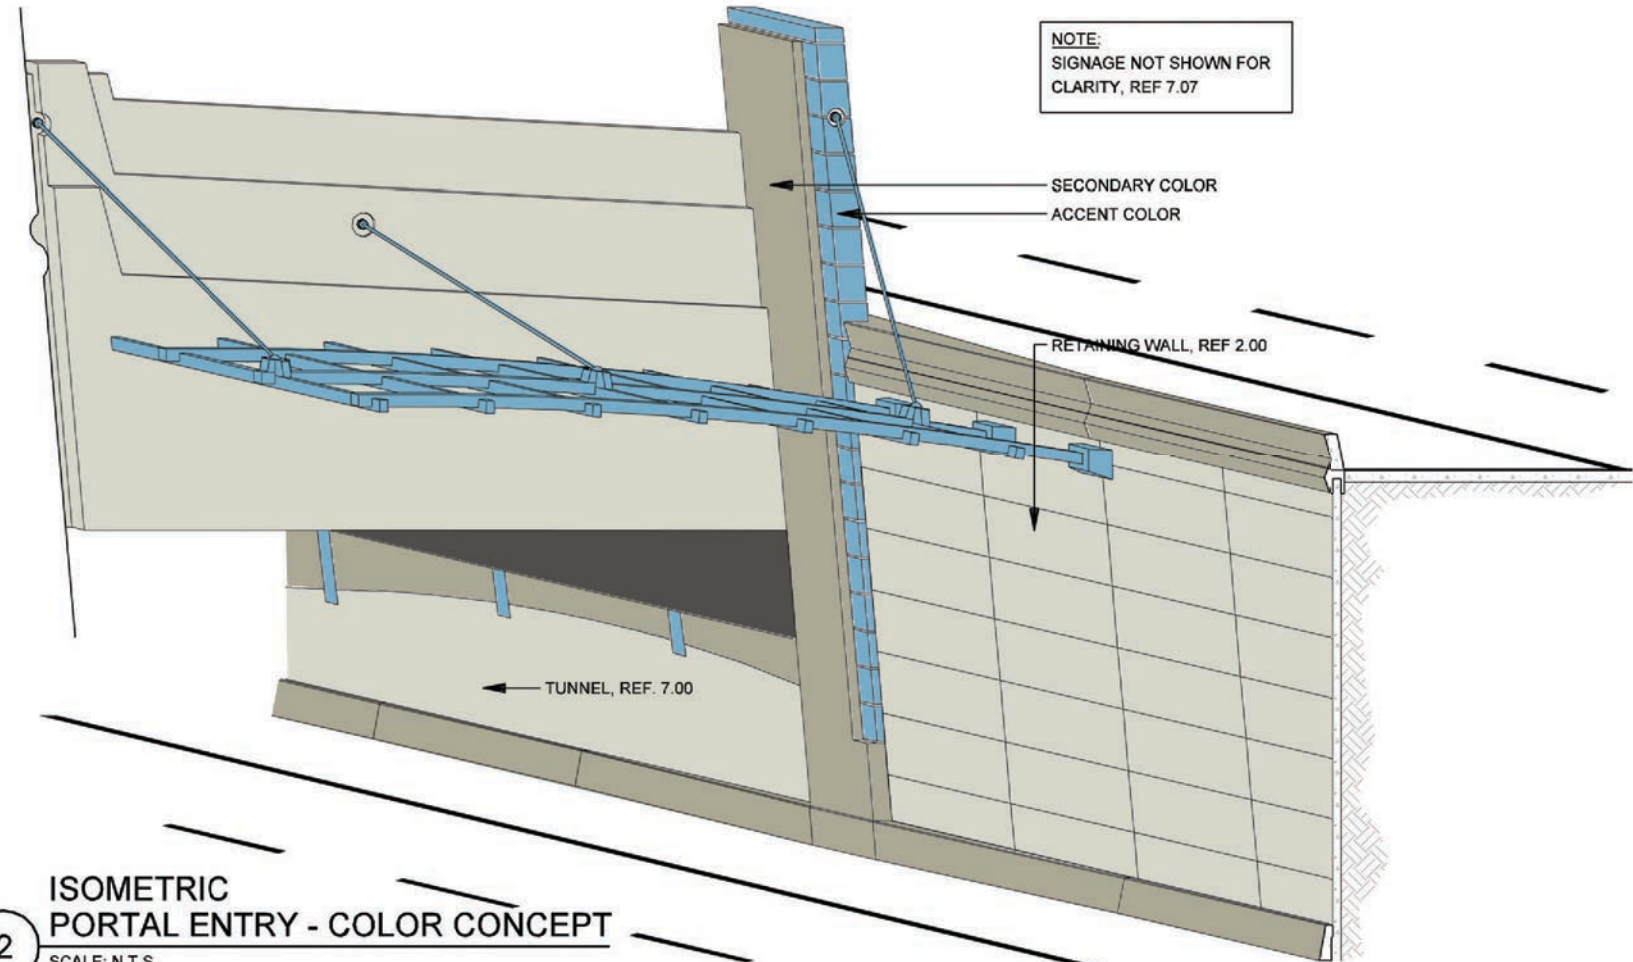 NOTE:
SIGNAGE NOT SHOWN FOR
CLARITY, REF 7.07
SECONDARY COLOR
ACCENT COLOR
RETAINING WALL, REF 2.00
TUNNEL, REF. 7.00
2
ISOMETRIC
PORTAL ENTRY - COLOR CONCEPT
SCALE: N.T.S.